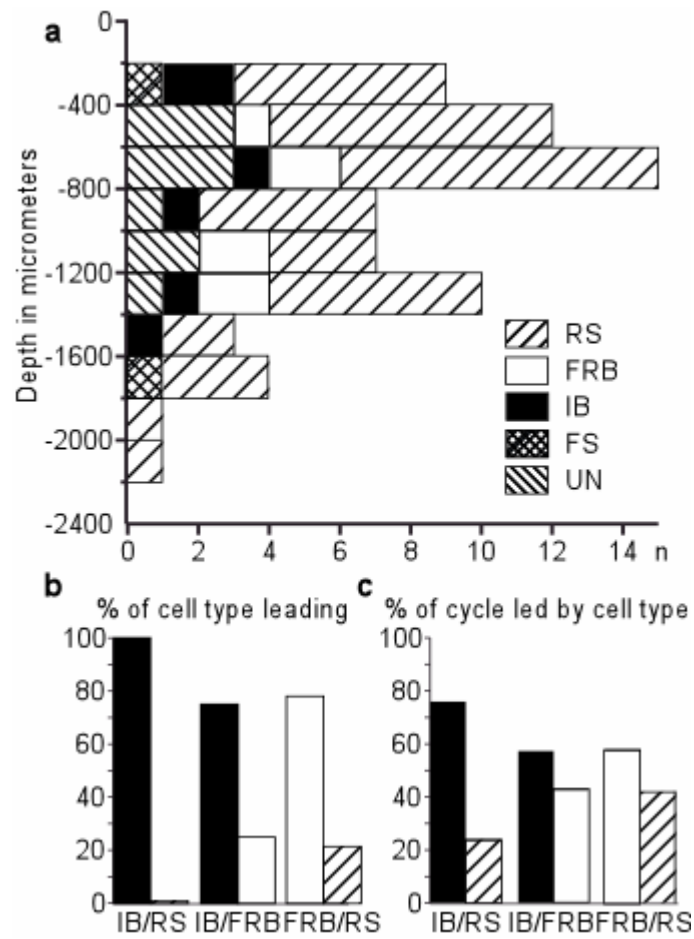 a
0
-400
-800
-1200
-1600
-2000
-2400
Depth in micrometers
RS
FRB
IB
FS
UN
0 2 4 6 8 10 12 14 n
b c
% of cell type leading % of cycle led by cell type
100 100
80 80
60 60
40 40
20 20
0 0
IB/RS IB/FRB FRB/RS IB/RS IB/FRB FRB/RS